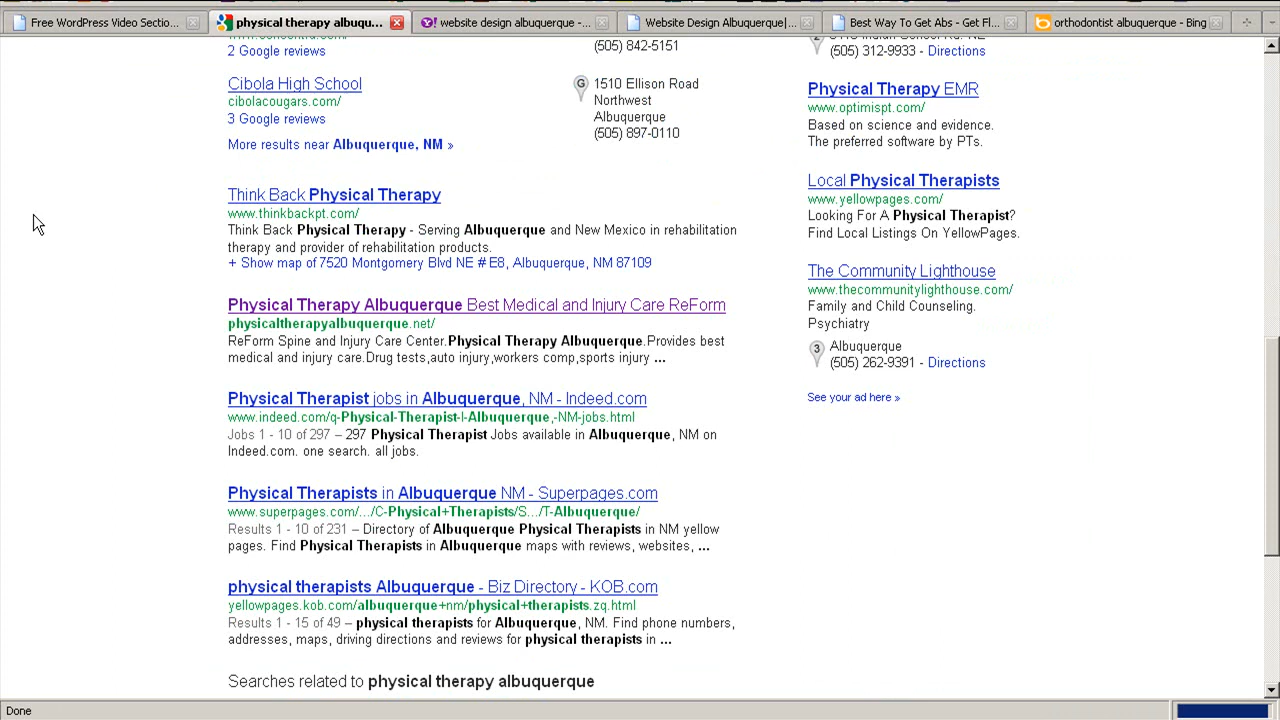 Free WordPress Video Sectio...
physical therapy albuqu...
website design albuquerque -...
Website Design Albuquerque|...
Best Way To Get Abs - Get Fl...
orthodontist albuquerque - Bing
2 Google reviews
(505) 842-5151
Cibola High School
cibolacougars.com/
3 Google reviews
G
1510 Ellison Road
Northwest
Albuquerque
(505) 897-0110
More results near Albuquerque, NM »
Think Back Physical Therapy
www.thinkbackpt.com/
Think Back Physical Therapy - Serving Albuquerque and New Mexico in rehabilitation
therapy and provider of rehabilitation products.
+ Show map of 7520 Montgomery Blvd NE # E8, Albuquerque, NM 87109
Physical Therapy Albuquerque Best Medical and Injury Care ReForm
physicaltherapyalbuquerque.net/
ReForm Spine and Injury Care Center.Physical Therapy Albuquerque.Provides best
medical and injury care.Drug tests,auto injury,workers comp,sports injury ...
Physical Therapist jobs in Albuquerque, NM - Indeed.com
www.indeed.com/q-Physical-Therapist-l-Albuquerque,-NM-jobs.html
Jobs 1 - 10 of 297 – 297 Physical Therapist Jobs available in Albuquerque, NM on
Indeed.com. one search. all jobs.
Physical Therapists in Albuquerque NM - Superpages.com
www.superpages.com/.../C-Physical+Therapists/S.../T-Albuquerque/
Results 1 - 10 of 231 – Directory of Albuquerque Physical Therapists in NM yellow
pages. Find Physical Therapists in Albuquerque maps with reviews, websites, ...
physical therapists Albuquerque - Biz Directory - KOB.com
yellowpages.kob.com/albuquerque+nm/physical+therapists.zq.html
Results 1 - 15 of 49 – physical therapists for Albuquerque, NM. Find phone numbers,
addresses, maps, driving directions and reviews for physical therapists in ...
Searches related to physical therapy albuquerque
(505) 312-9933 - Directions
Physical Therapy EMR
www.optimispt.com/
Based on science and evidence.
The preferred software by PTs.
Local Physical Therapists
www.yellowpages.com/
Looking For A Physical Therapist?
Find Local Listings On YellowPages.
The Community Lighthouse
www.thecommunitylighthouse.com/
Family and Child Counseling.
Psychiatry
3 Albuquerque
(505) 262-9391 - Directions
See your ad here »
Done